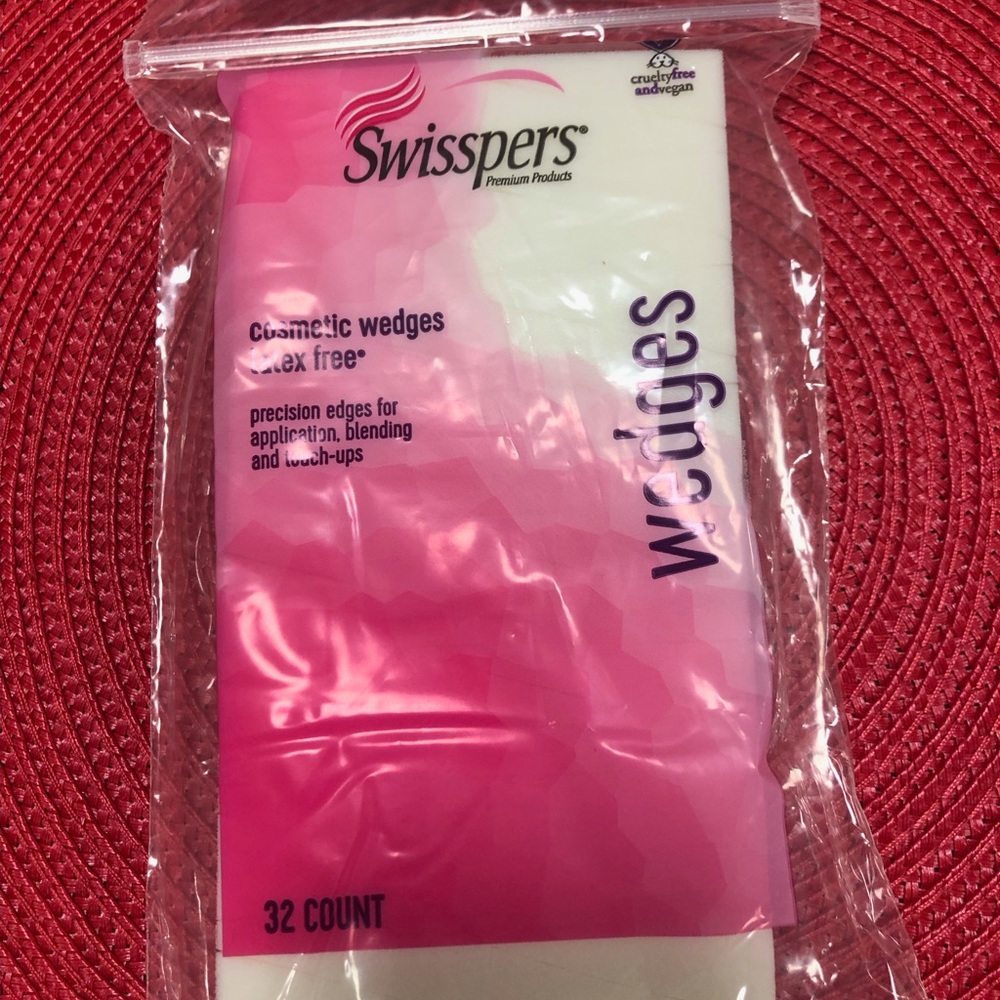 crueltyfree
andvegan
Swisspers®
Premium Products
cosmetic wedges
latex free•
precision edges for
application, blending
and touch-ups
wedges
32 COUNT